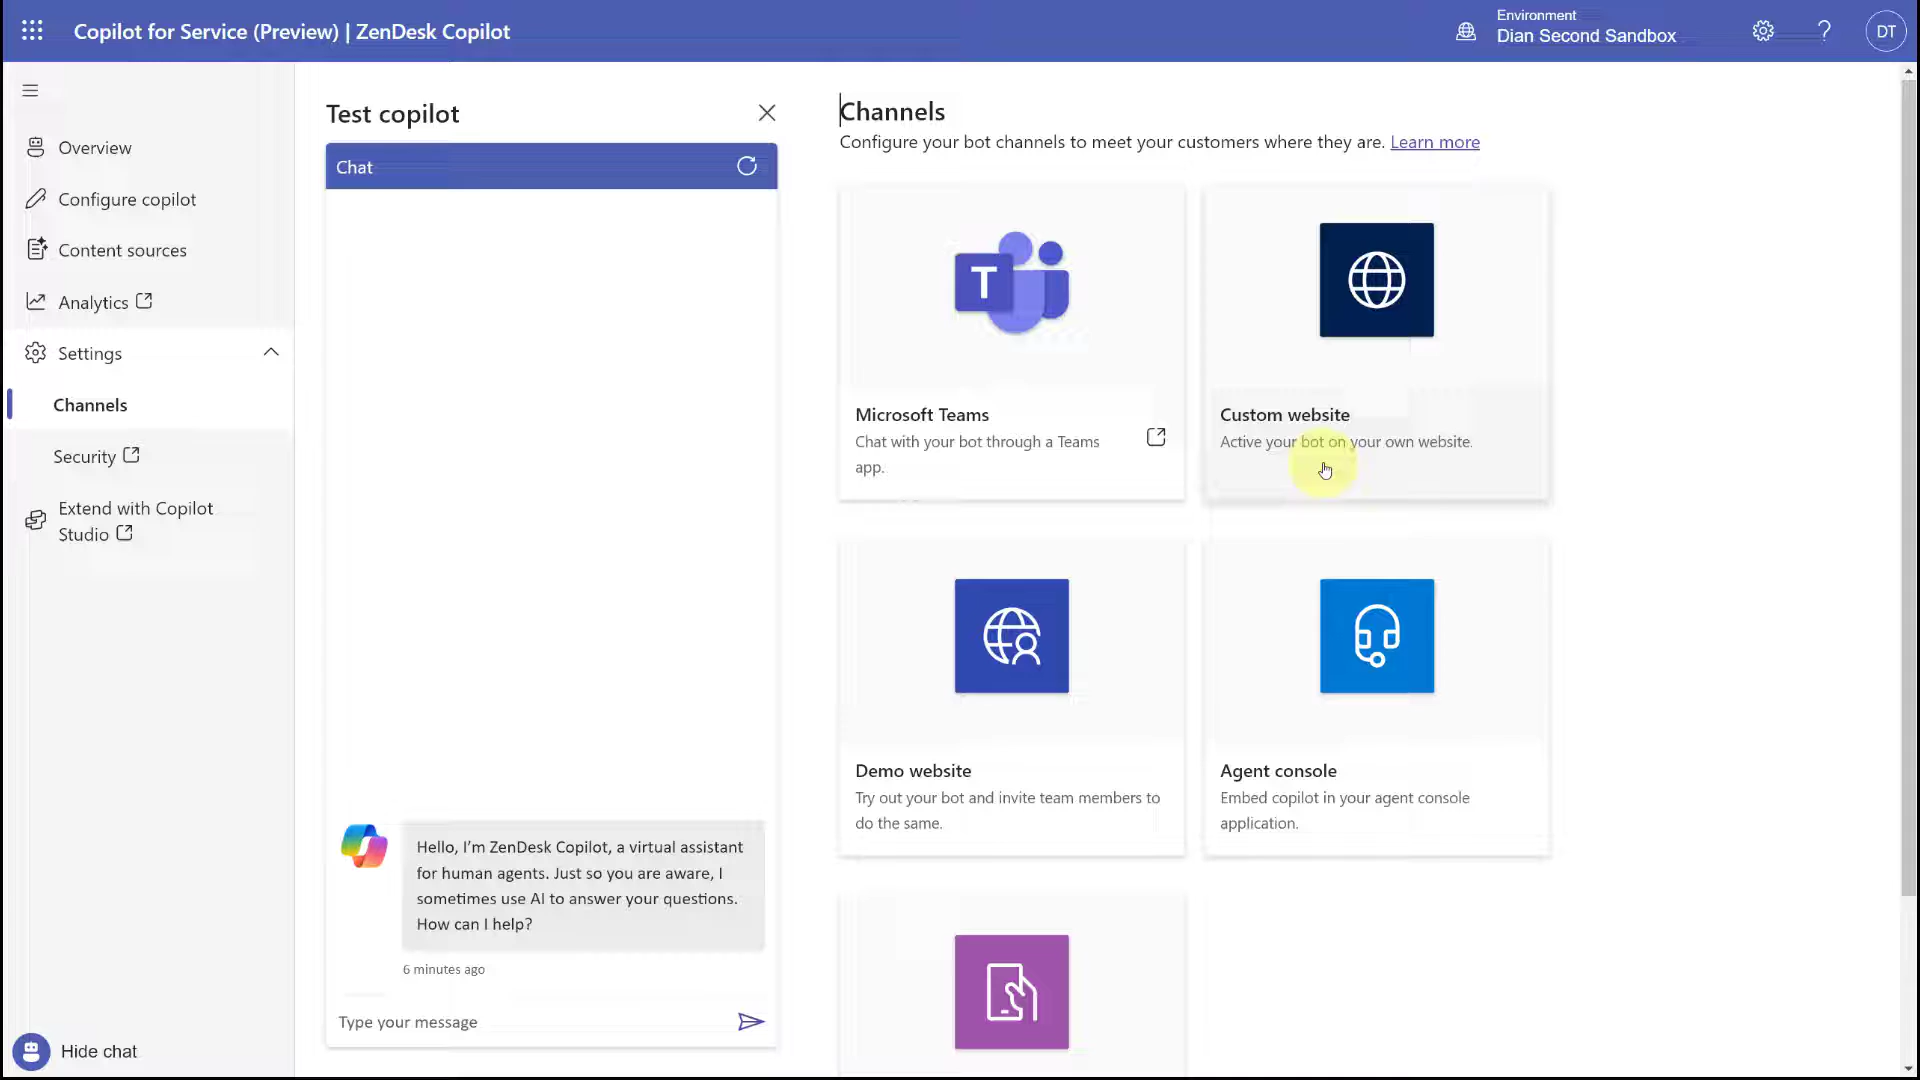 Copilot for Service (Preview) | ZenDesk Copilot
Environment
Dian Second Sandbox
?
DT
Overview
Configure copilot
Content sources
Analytics
Settings
Channels
Security
Extend with Copilot
Studio
Hide chat
Test copilot
Chat
Hello, I'm ZenDesk Copilot, a virtual assistant
for human agents. Just so you are aware, I
sometimes use AI to answer your questions.
How can I help?
6 minutes ago
Type your message
Channels
Configure your bot channels to meet your customers where they are. Learn more
T
Microsoft Teams
Chat with your bot through a Teams
app.
Custom website
Active your bot on your own website.
Demo website
Try out your bot and invite team members to
do the same.
Agent console
Embed copilot in your agent console
application.